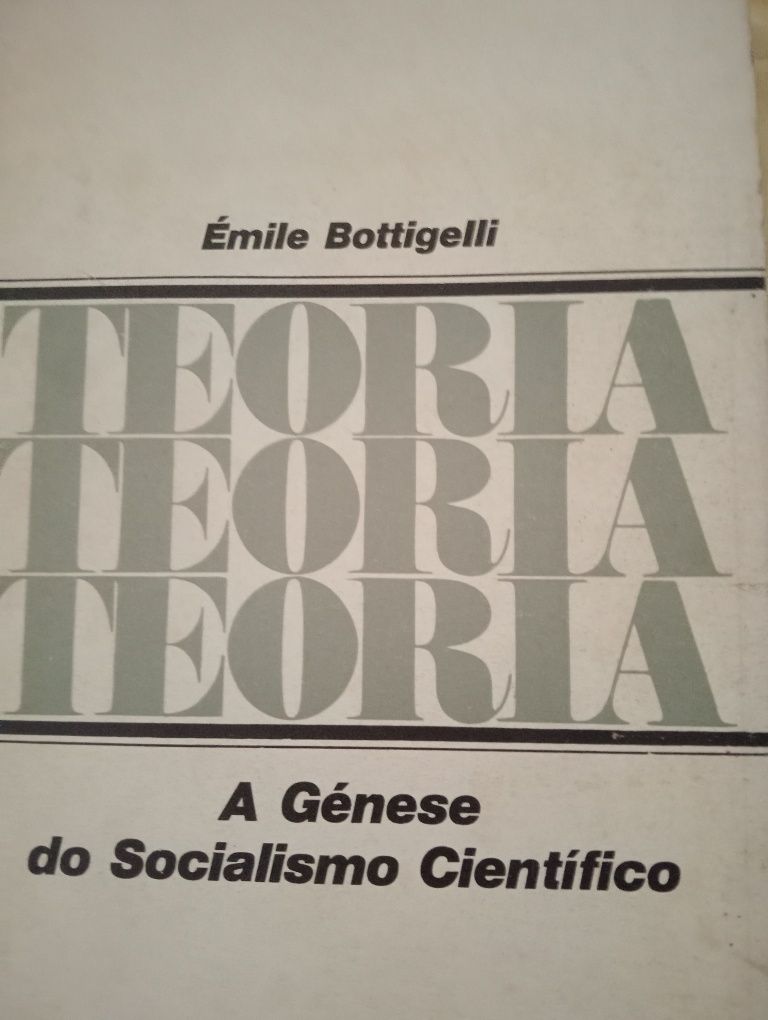 Émile Bottigelli
TEORIA
TEORIA
TEORIA
A Génese
do Socialismo Científico